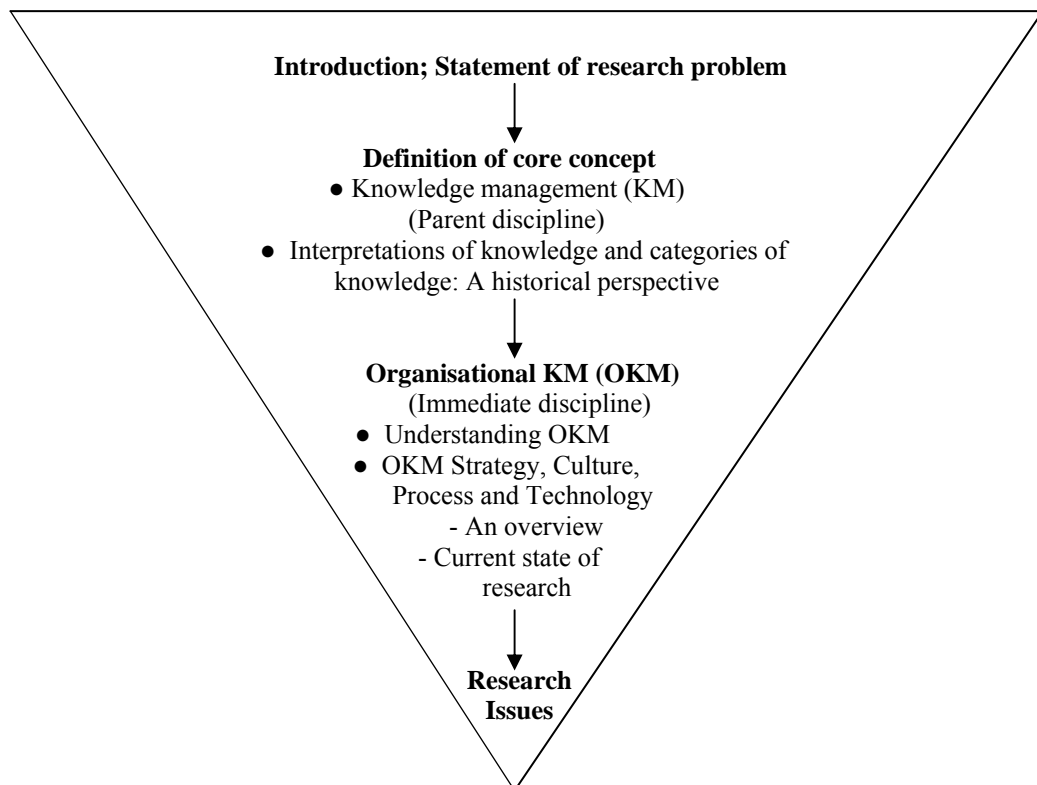 Introduction; Statement of research problem
Definition of core concept
● Knowledge management (KM)
(Parent discipline)
● Interpretations of knowledge and categories of
knowledge: A historical perspective
Organisational KM (OKM)
(Immediate discipline)
● Understanding OKM
● OKM Strategy, Culture,
Process and Technology
- An overview
- Current state of
research
Research
Issues